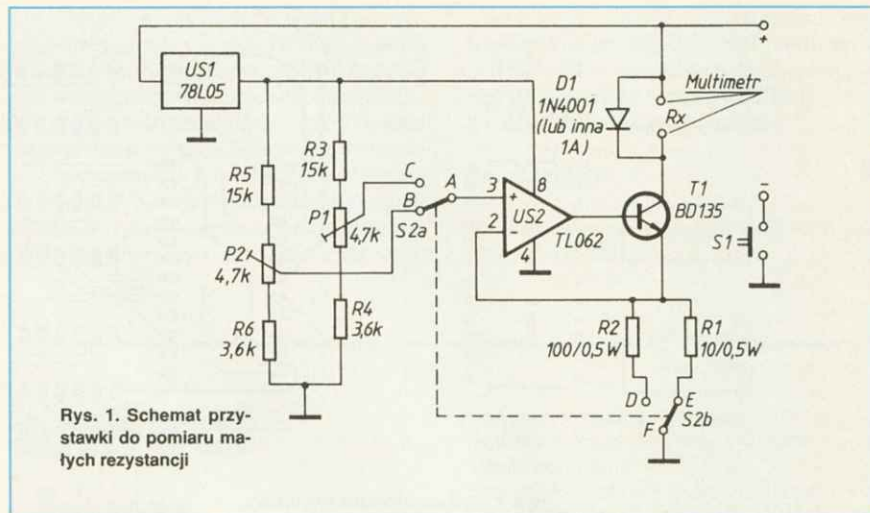 +
US1
78L05
D1
1N4001
(lub inna
1A)
Multimetr
Rx
R5
15k
R3
15k
C
A
B
S2a
P1
4,7k
P2
4,7k
3
+
8
2
−
US2
4
TL062
T1
BD135
−
S1
R6
3,6k
R4
3,6k
R2
100/0,5W
R1
10/0,5W
D
E
F
S2b
Rys. 1. Schemat przy-
stawki do pomiaru ma-
łych rezystancji